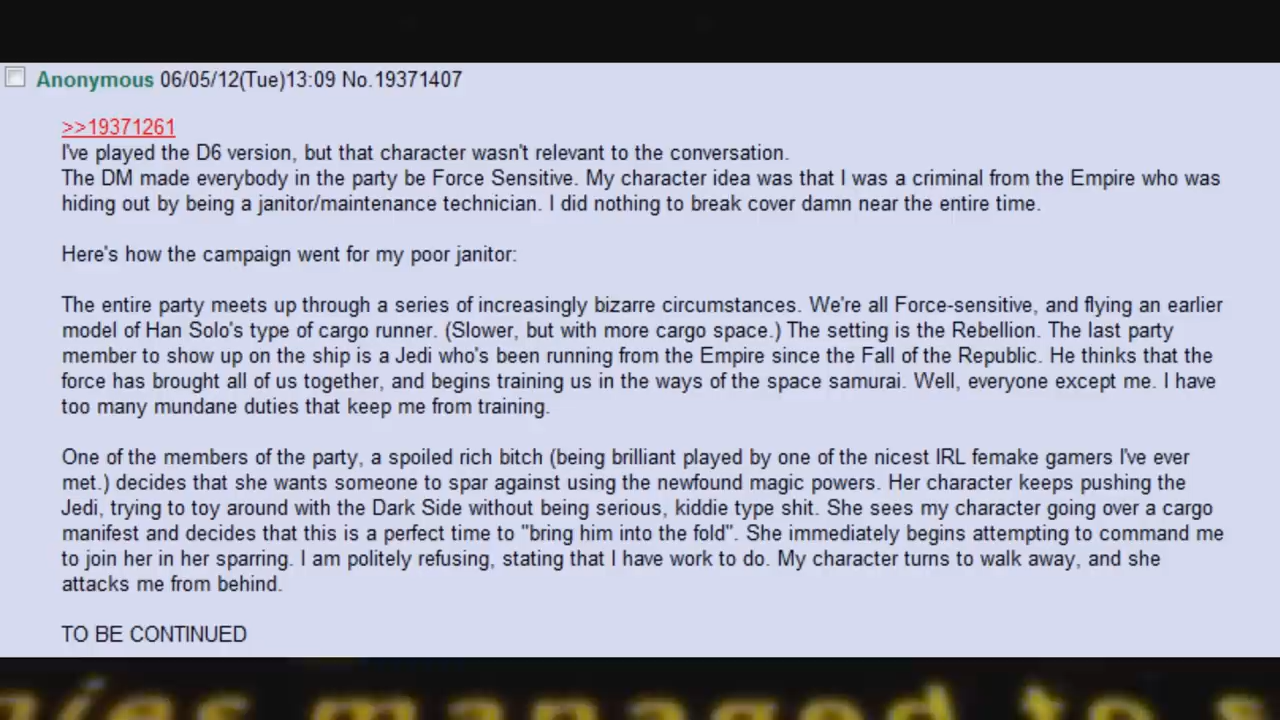 Anonymous 06/05/12(Tue)13:09 No.19371407
>>19371261
I've played the D6 version, but that character wasn't relevant to the conversation.
The DM made everybody in the party be Force Sensitive. My character idea was that I was a criminal from the Empire who was
hiding out by being a janitor/maintenance technician. I did nothing to break cover damn near the entire time.
Here's how the campaign went for my poor janitor:
The entire party meets up through a series of increasingly bizarre circumstances. We're all Force-sensitive, and flying an earlier
model of Han Solo's type of cargo runner. (Slower, but with more cargo space.) The setting is the Rebellion. The last party
member to show up on the ship is a Jedi who's been running from the Empire since the Fall of the Republic. He thinks that the
force has brought all of us together, and begins training us in the ways of the space samurai. Well, everyone except me. I have
too many mundane duties that keep me from training.
One of the members of the party, a spoiled rich bitch (being brilliant played by one of the nicest IRL femake gamers I've ever
met.) decides that she wants someone to spar against using the newfound magic powers. Her character keeps pushing the
Jedi, trying to toy around with the Dark Side without being serious, kiddie type shit. She sees my character going over a cargo
manifest and decides that this is a perfect time to "bring him into the fold". She immediately begins attempting to command me
to join her in her sparring. I am politely refusing, stating that I have work to do. My character turns to walk away, and she
attacks me from behind.
TO BE CONTINUED
managed to